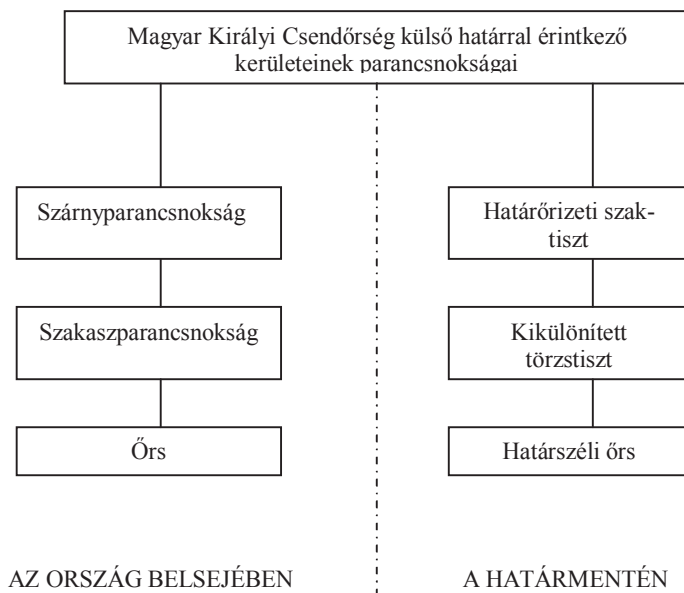 Magyar Királyi Csendőrség külső határral érintkező
kerületeinek parancsnokságai
Szárnyparancsnokság
Határőrizeti szak-
tiszt
Szakaszparancsnokság
Kikülönített
törzstiszt
Őrs
Határszéli őrs
AZ ORSZÁG BELSEJÉBEN
A HATÁRMENTÉN